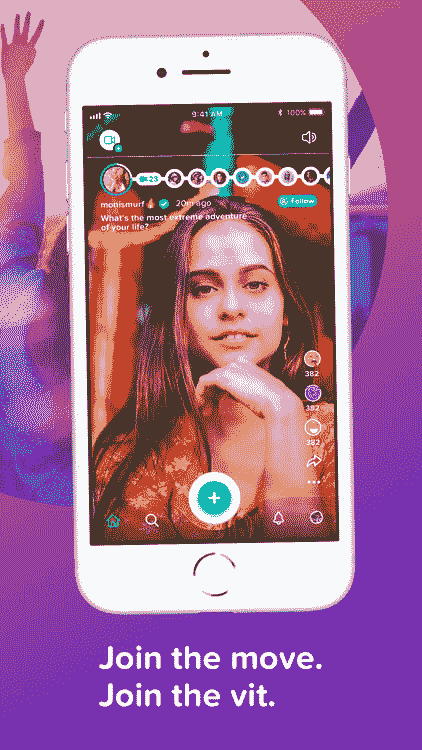 9:41 AM
100%
23
monismurf
20m ago
Follow
What's the most extreme adventure
of your life?
382
382
382
Join the move.
Join the vit.